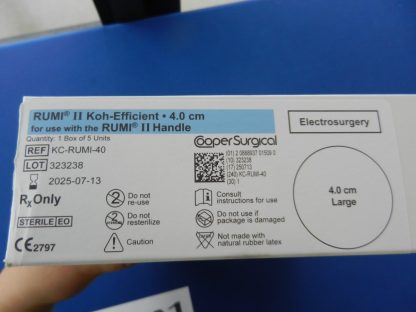 RUMI® II Koh-Efficient • 4.0 cm
for use with the RUMI® II Handle
Quantity: 1 Box of 5 Units
REF KC-RUMI-40
LOT 323238
2025-07-13
Rx Only
STERILE EO
CE 2797
2
Do not
re-use
2
Do not
resterilize
Caution
CooperSurgical
(10) 323238
(17) 250713
(240) KC-RUMI-40
(30) 1
Consult
instructions for use
Do not use if
package is damaged
Not made with
natural rubber latex
Electrosurgery
4.0 cm
Large